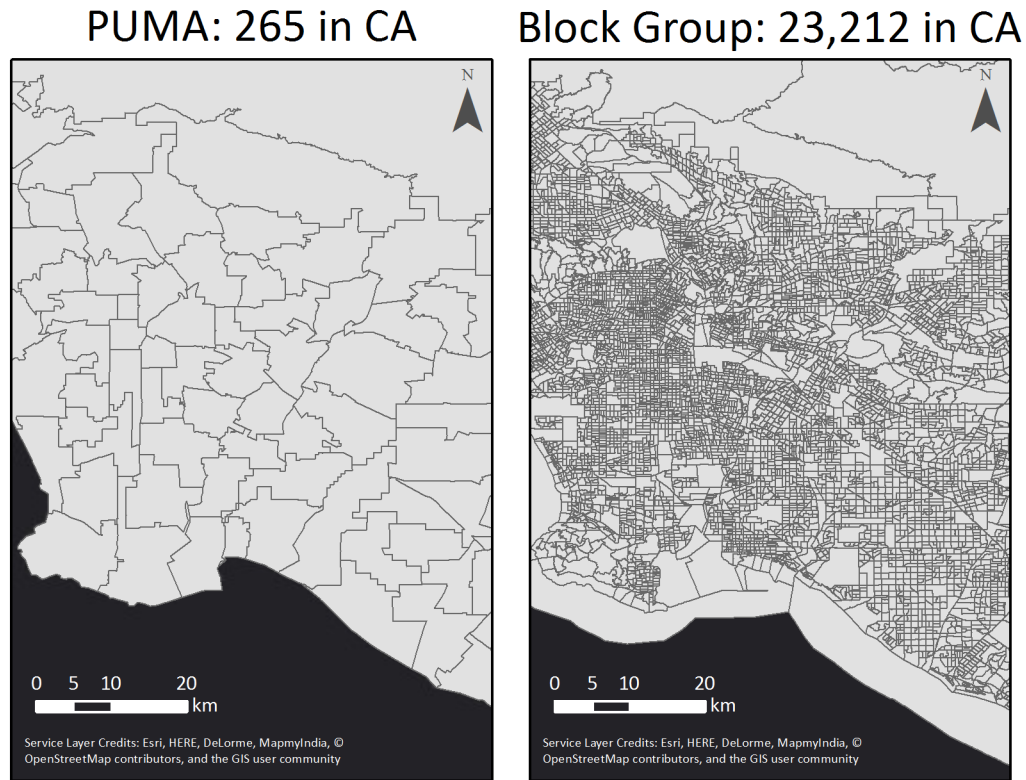 PUMA: 265 in CA
N
0 5 10 20
km
Service Layer Credits: Esri, HERE, DeLorme, MapmyIndia, ©
OpenStreetMap contributors, and the GIS user community
Block Group: 23,212 in CA
N
0 5 10 20
km
Service Layer Credits: Esri, HERE, DeLorme, MapmyIndia, ©
OpenStreetMap contributors, and the GIS user community